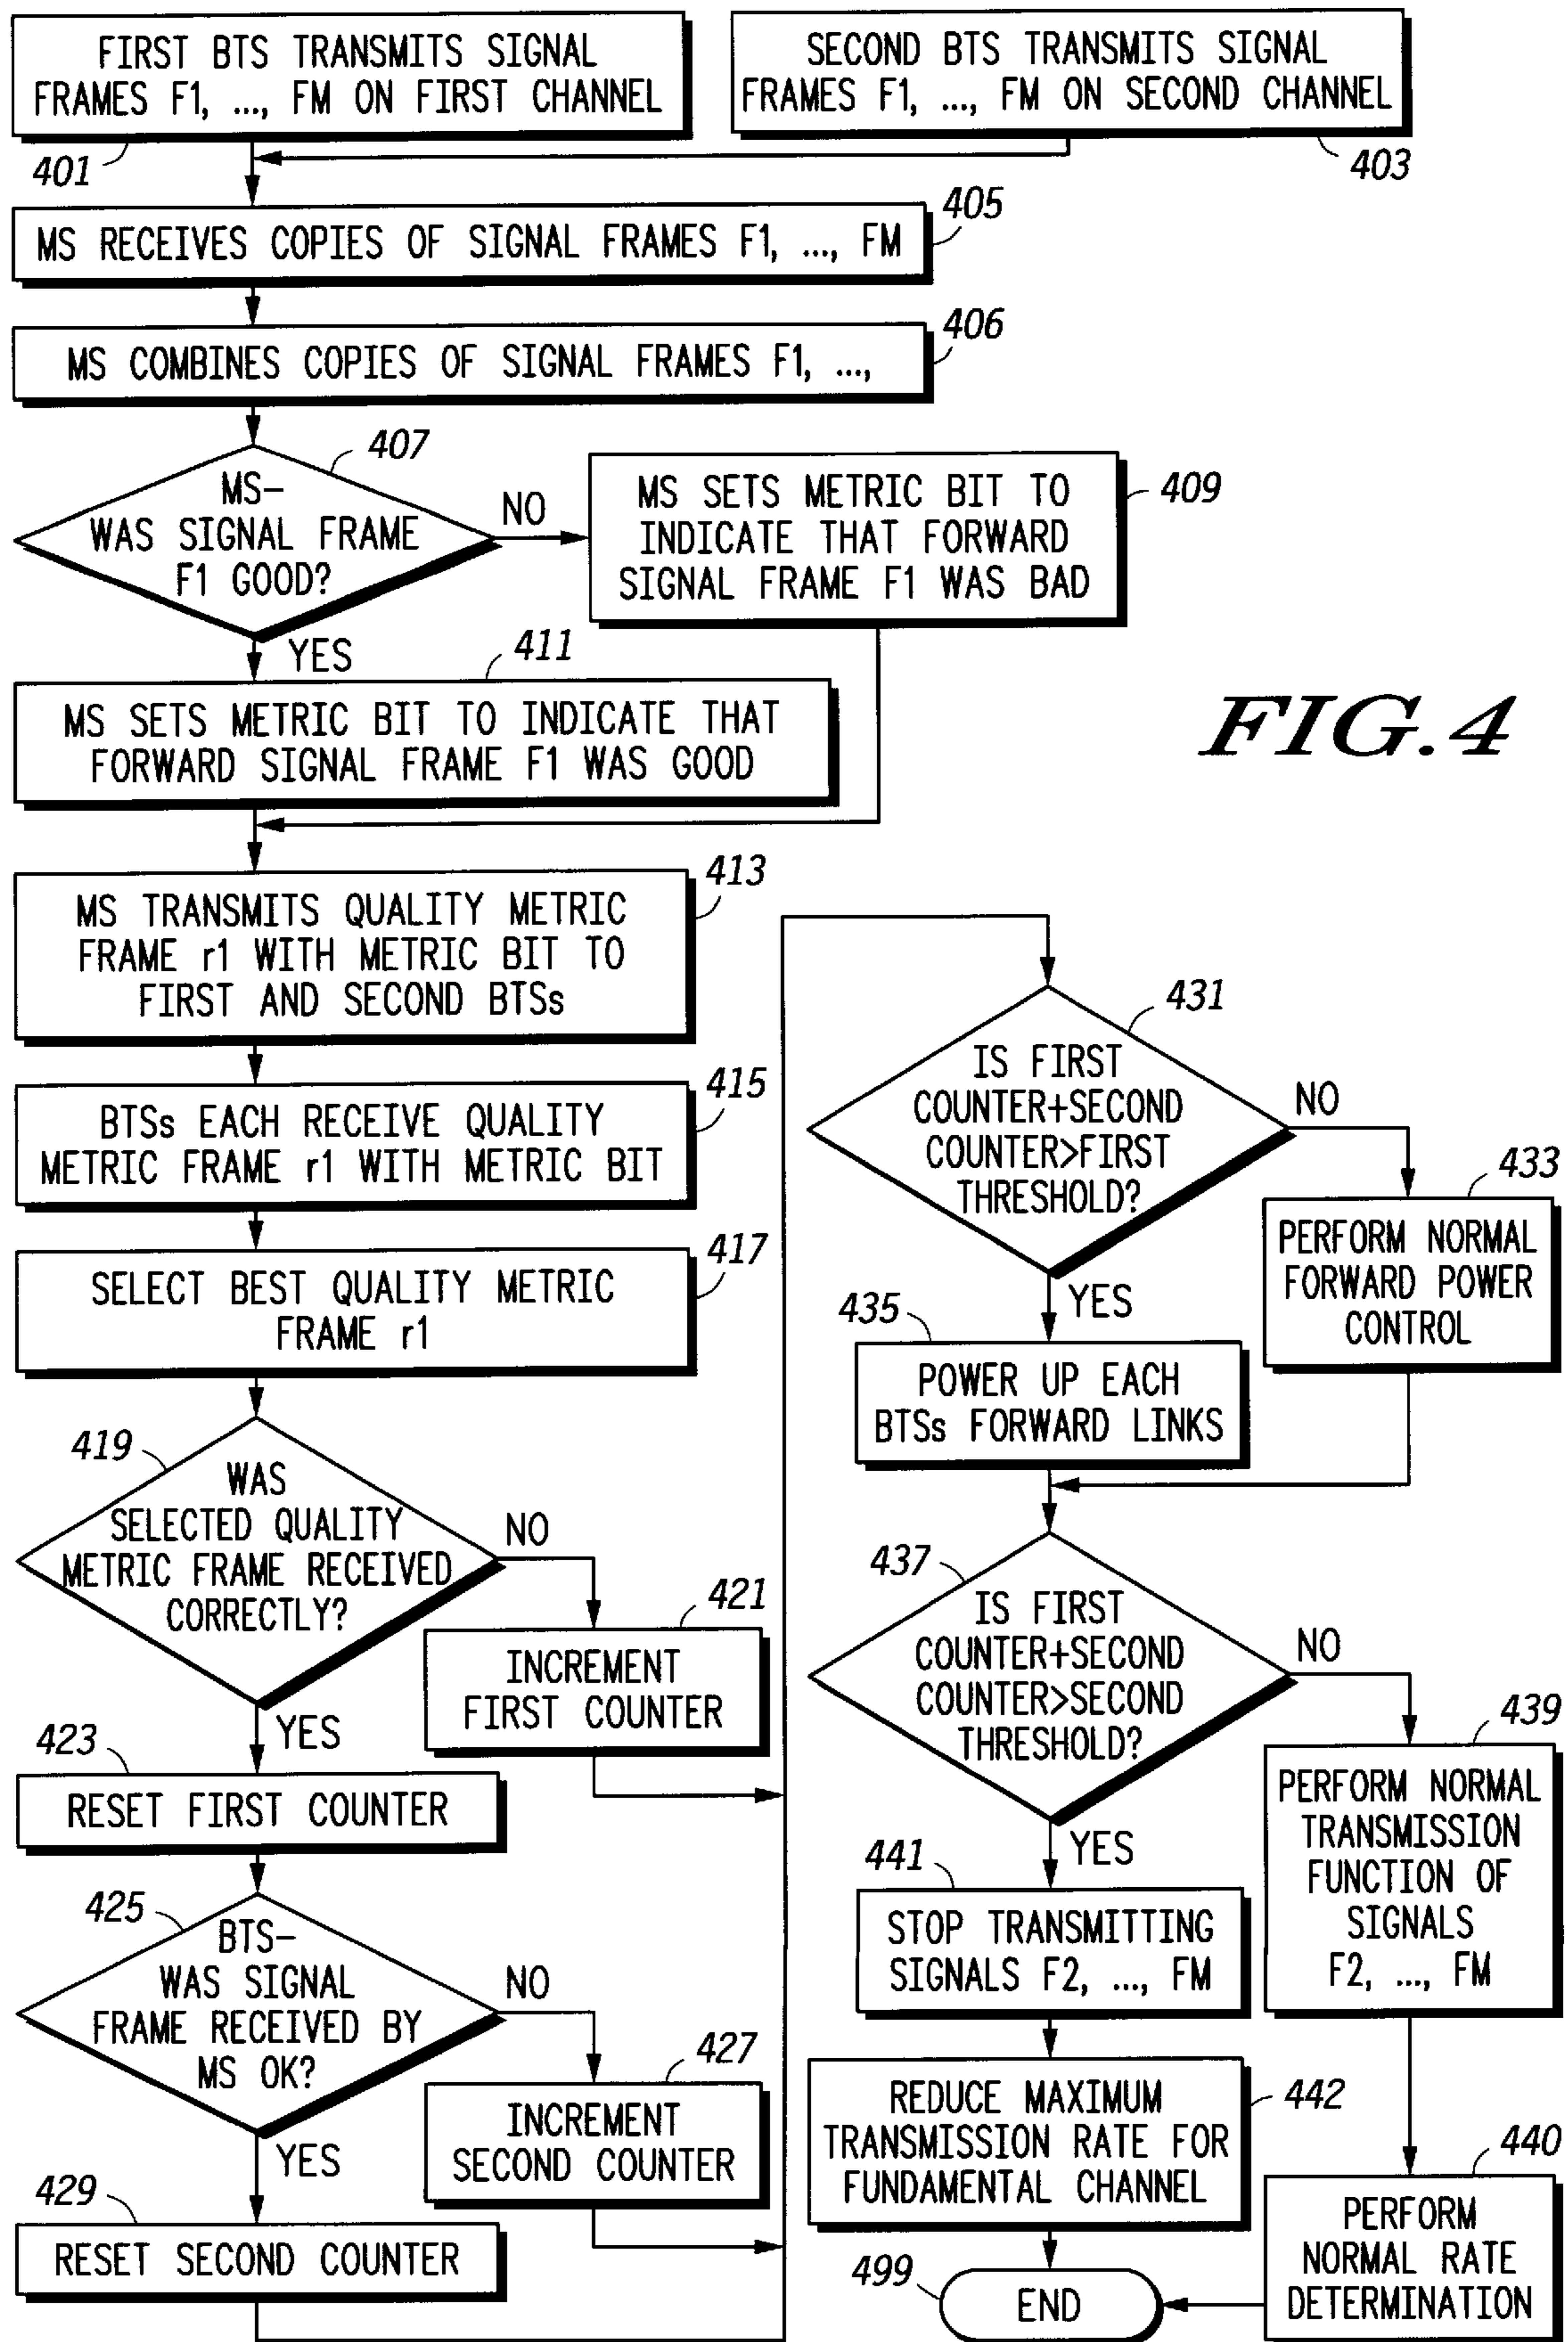 FIRST BTS TRANSMITS SIGNAL
FRAMES F1, ..., FM ON FIRST CHANNEL
401
SECOND BTS TRANSMITS SIGNAL
FRAMES F1, ..., FM ON SECOND CHANNEL
403
MS RECEIVES COPIES OF SIGNAL FRAMES F1, ..., FM
405
MS COMBINES COPIES OF SIGNAL FRAMES F1, ...,
406
407
MS-
WAS SIGNAL FRAME
F1 GOOD?
NO
YES
MS SETS METRIC BIT TO
INDICATE THAT FORWARD
SIGNAL FRAME F1 WAS BAD
409
411
MS SETS METRIC BIT TO INDICATE THAT
FORWARD SIGNAL FRAME F1 WAS GOOD
FIG.4
413
MS TRANSMITS QUALITY METRIC
FRAME r1 WITH METRIC BIT TO
FIRST AND SECOND BTSs
415
BTSs EACH RECEIVE QUALITY
METRIC FRAME r1 WITH METRIC BIT
417
SELECT BEST QUALITY METRIC
FRAME r1
419
WAS
SELECTED QUALITY
METRIC FRAME RECEIVED
CORRECTLY?
NO
YES
421
INCREMENT
FIRST COUNTER
423
RESET FIRST COUNTER
425
BTS-
WAS SIGNAL
FRAME RECEIVED BY
MS OK?
NO
YES
427
INCREMENT
SECOND COUNTER
429
RESET SECOND COUNTER
431
IS FIRST
COUNTER+SECOND
COUNTER>FIRST
THRESHOLD?
NO
YES
433
PERFORM NORMAL
FORWARD POWER
CONTROL
435
POWER UP EACH
BTSs FORWARD LINKS
437
IS FIRST
COUNTER+SECOND
COUNTER>SECOND
THRESHOLD?
NO
YES
439
PERFORM NORMAL
TRANSMISSION
FUNCTION OF
SIGNALS
F2, ..., FM
441
STOP TRANSMITTING
SIGNALS F2, ..., FM
442
REDUCE MAXIMUM
TRANSMISSION RATE FOR
FUNDAMENTAL CHANNEL
440
PERFORM
NORMAL RATE
DETERMINATION
499
END